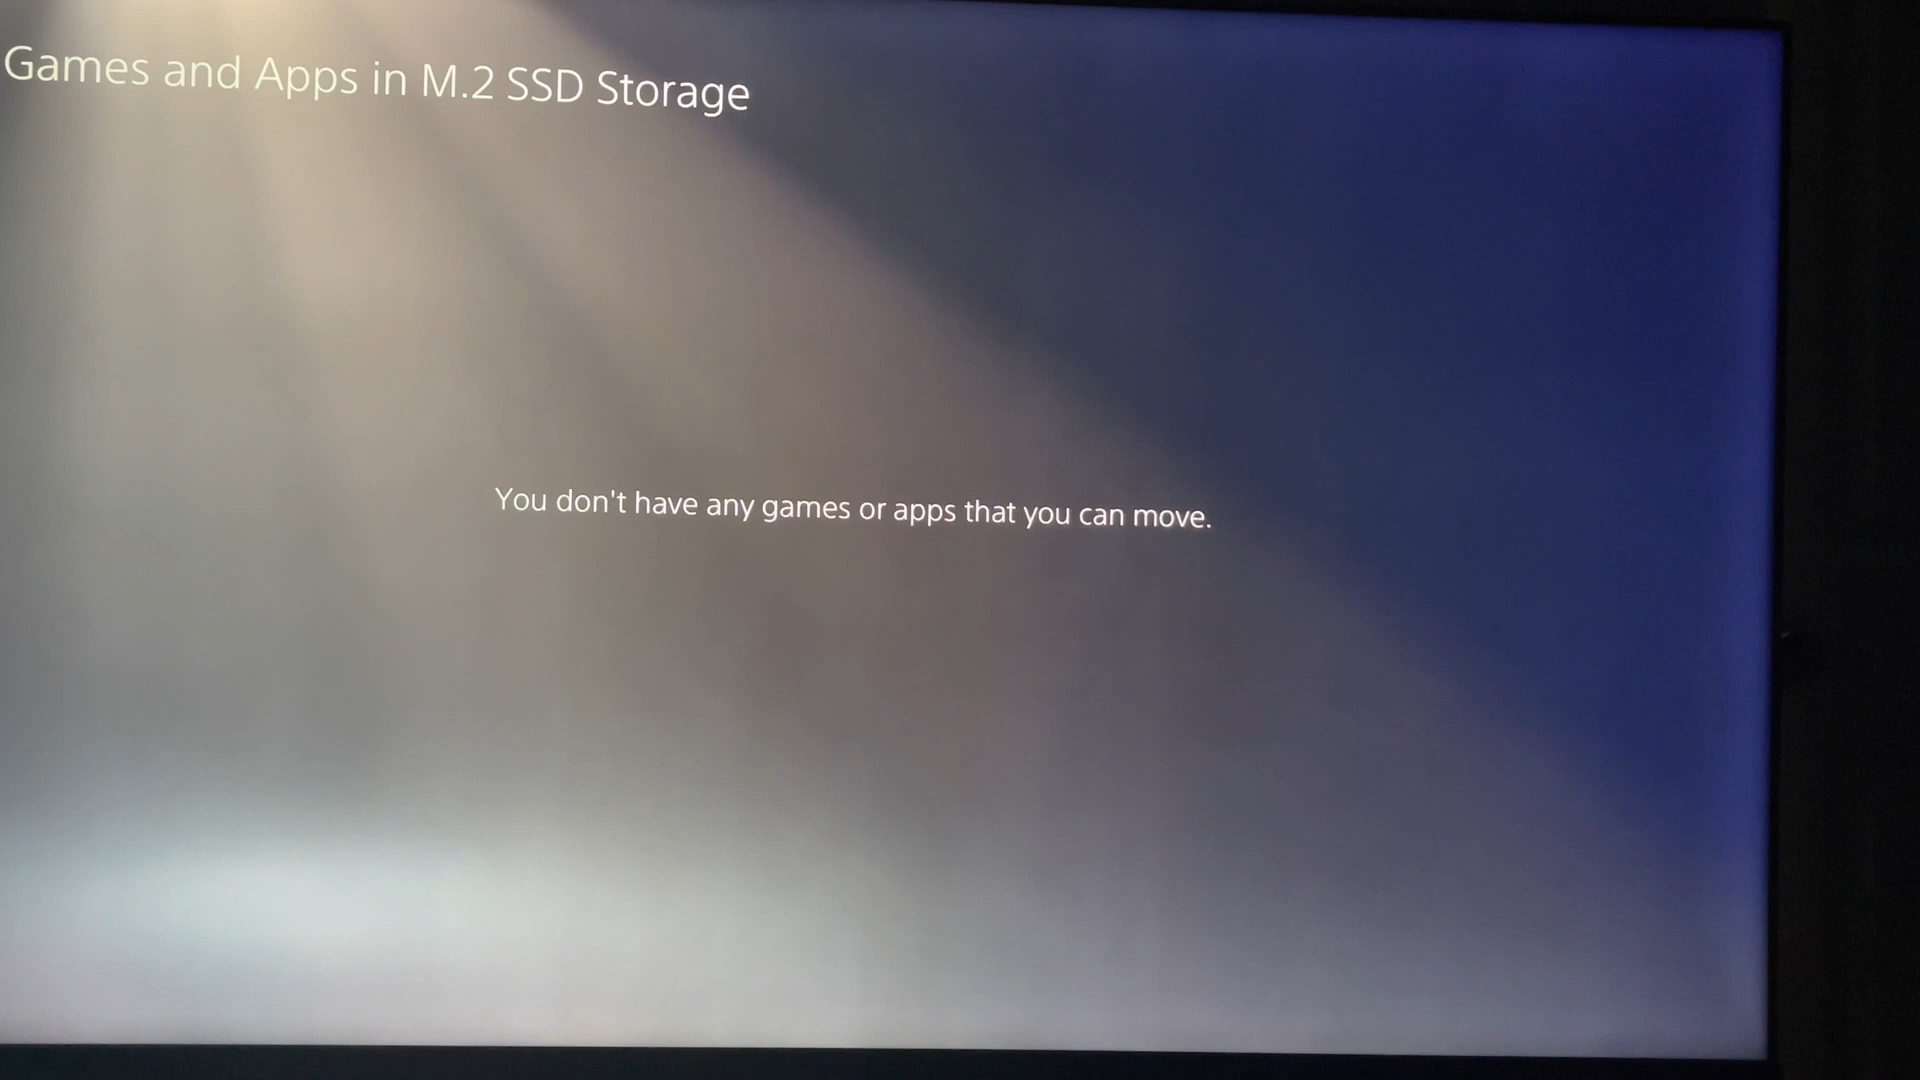 Games and Apps in M.2 SSD Storage
You don't have any games or apps that you can move.